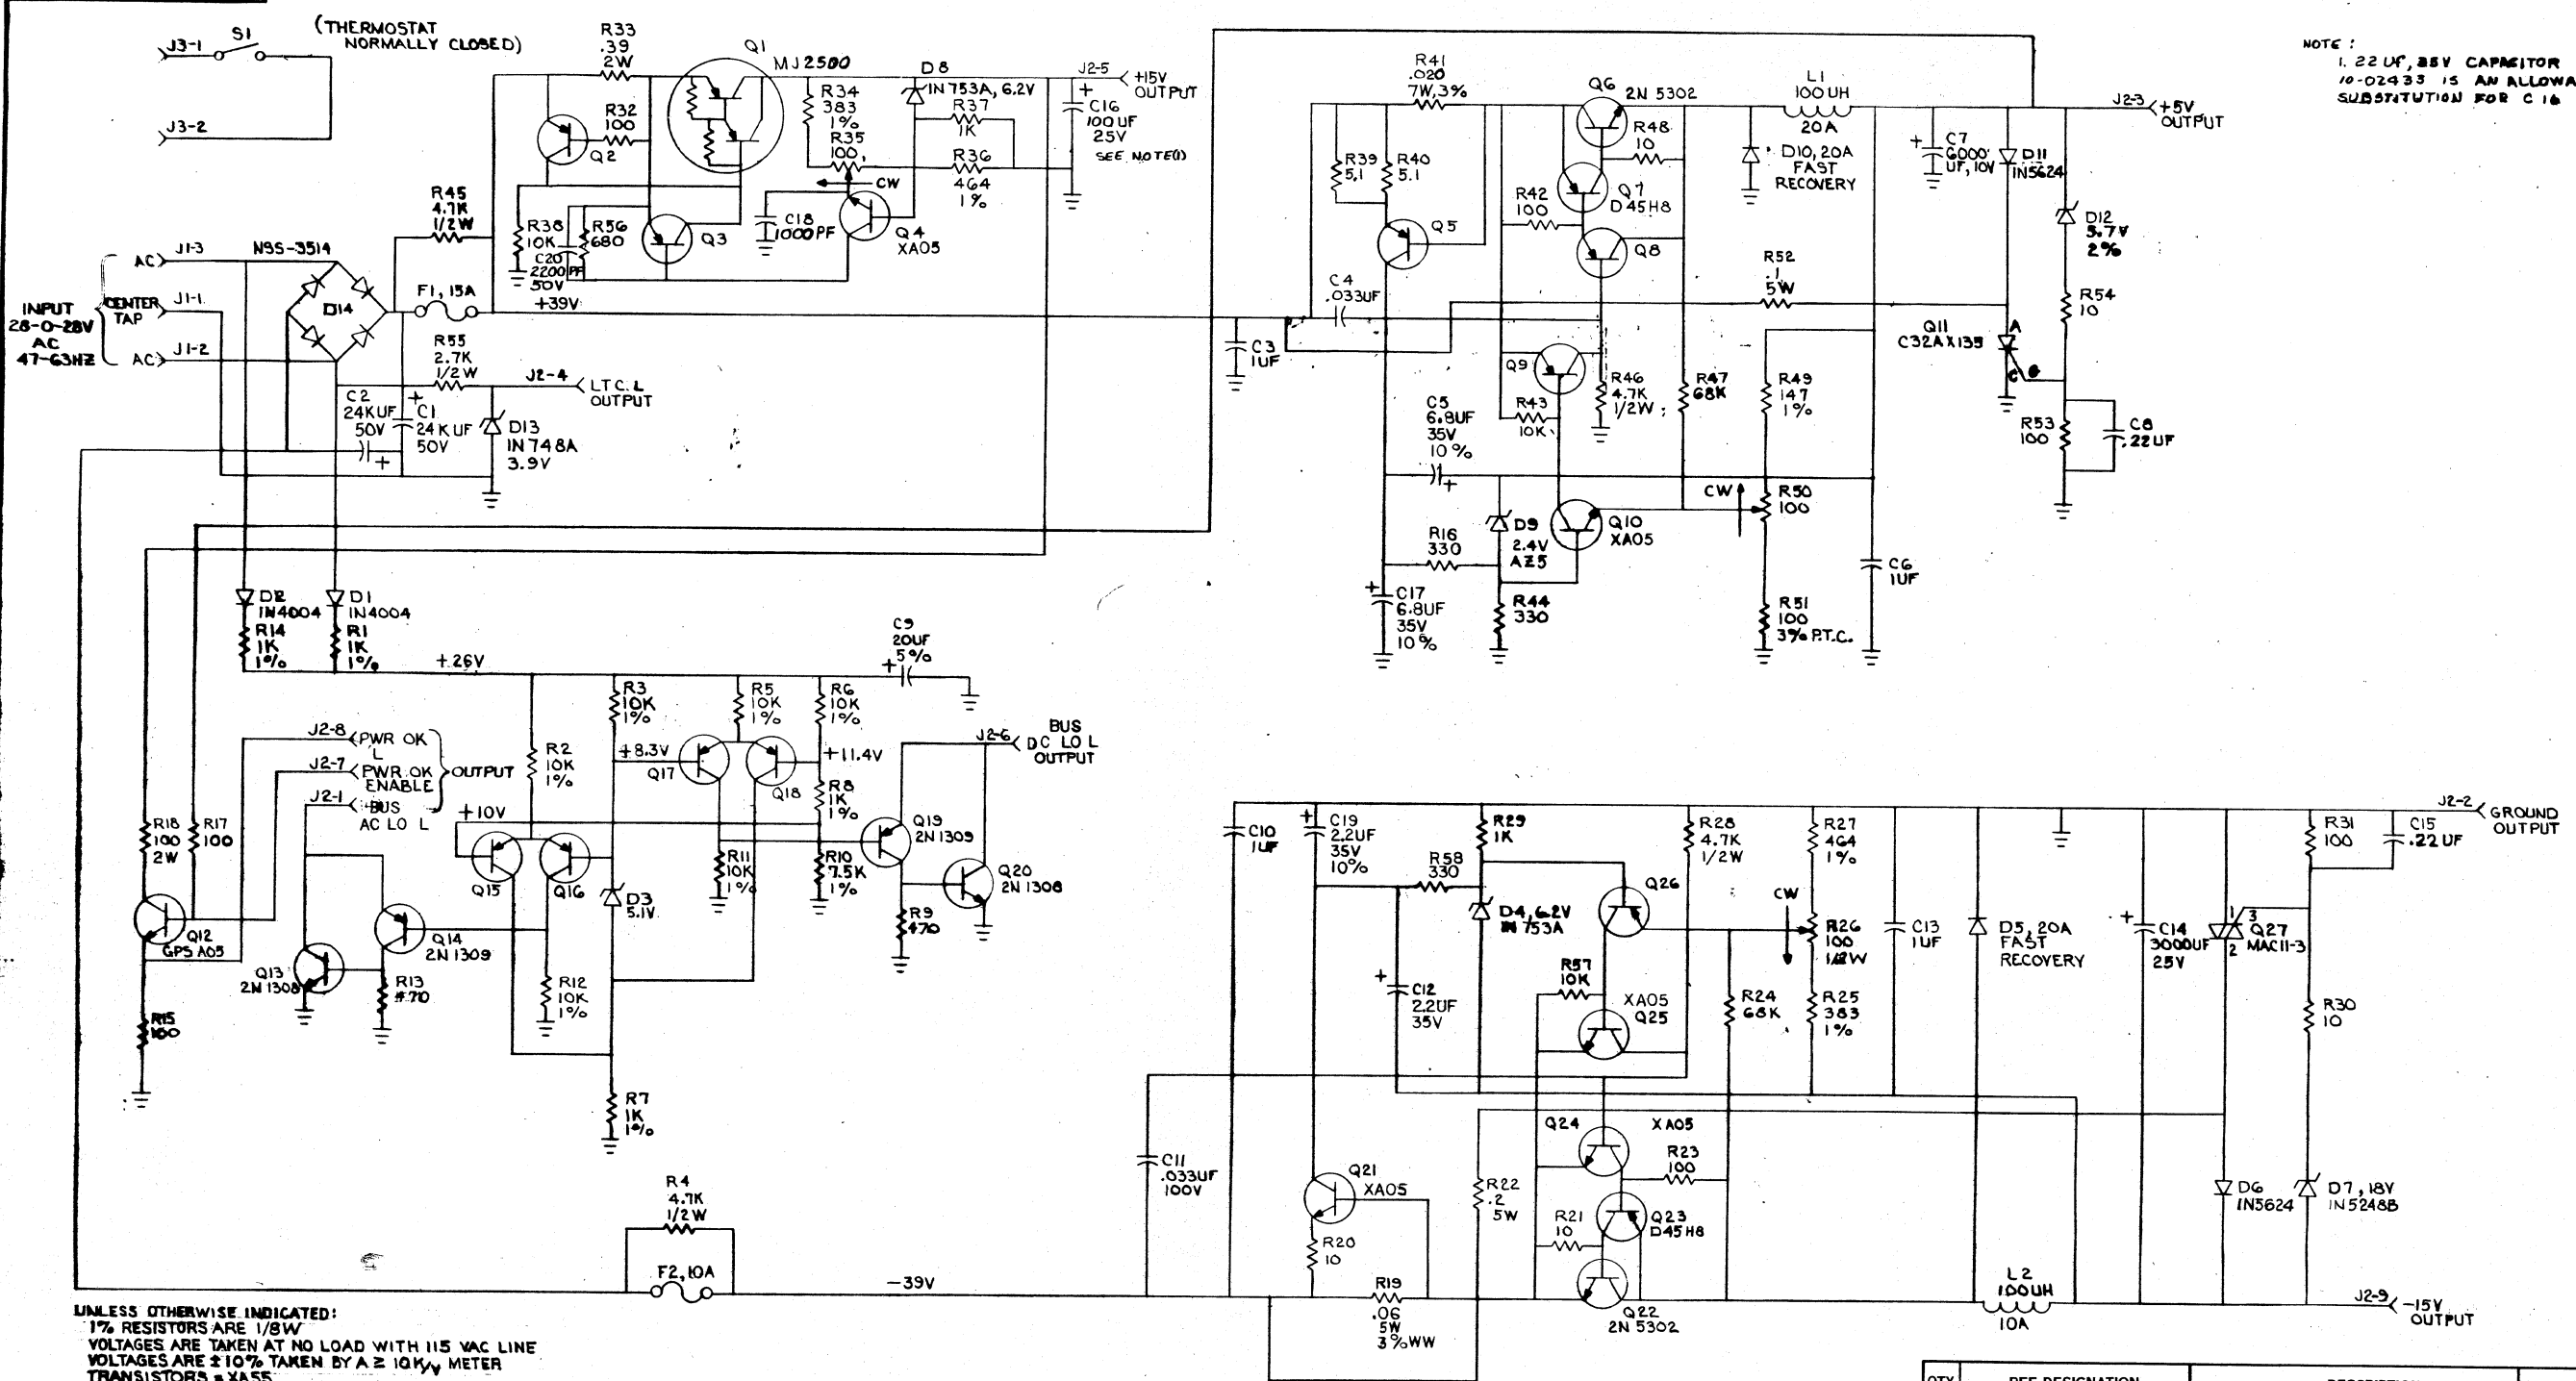 (THERMOSTAT
NORMALLY CLOSED)
J3-1
S1
J3-2
R33
.39
2W
Q1
MJ2500
R32
100
Q2
R34
383
1%
R35
100
D8
IN753A, 6.2V
R37
1K
R36
464
1%
CW
J2-5
+15V
OUTPUT
C16
100UF
25V
SEE NOTE(1)
R38
10K
C20
2200PF
50V
R56
680
Q3
C18
1000PF
Q4
XA05
+39V
R45
4.7K
1/2W
F1, 15A
INPUT
28-0-28V
AC
47-63HZ
AC
J1-3
CENTER
TAP
J1-1
AC
J1-2
NSS-3514
D14
R55
2.7K
1/2W
J2-4
LTC L
OUTPUT
C2
24KUF
50V
C1
24KUF
50V
D13
IN748A
3.9V
C3
1UF
R41
.020
7W,3%
R39
5.1
R40
5.1
Q5
Q6
2N 5302
R48
10
R42
100
Q7
D45H8
Q8
L1
100UH
20A
D10, 20A
FAST
RECOVERY
C7
6000
UF, 10V
D11
IN5624
J2-3
+5V
OUTPUT
NOTE :
1. 22 UF, 35V CAPACITOR
10-02433 IS AN ALLOWA
SUBSTITUTION FOR C 16
D12
5.7V
2%
R54
10
R52
.1
5W
Q11
C32AX135
A
C
G
R53
100
C8
.22UF
C4
.033UF
Q9
R43
10K
R46
4.7K
1/2W
R47
68K
R49
147
1%
C5
6.8UF
35V
10%
CW
R50
100
R16
330
D9
2.4V
AZ5
Q10
XA05
C17
6.8UF
35V
10%
R44
330
R51
100
3% P.T.C.
C6
1UF
D2
IN4004
R14
1K
1%
D1
IN4004
R1
1K
1%
+26V
C9
20UF
5%
R3
10K
1%
R5
10K
1%
R6
10K
1%
J2-8
PWR OK
L
J2-7
PWR OK
ENABLE
J2-1
BUS
AC LO L
OUTPUT
R2
10K
1%
+8.3V
Q17
Q18
+11.4V
R8
1K
1%
J2-6
BUS
DC LO L
OUTPUT
+10V
Q15
Q16
D3
5.1V
R11
10K
1%
R10
7.5K
1%
Q19
2N1309
Q20
2N1308
R9
470
R18
100
2W
R17
100
Q12
GPS A05
Q13
2N 1308
Q14
2N 1309
R13
470
R12
10K
1%
R15
100
R7
1K
1%
R4
4.7K
1/2W
F2, 10A
-39V
C10
1UF
C19
2.2UF
35V
10%
R29
1K
R58
330
D4, 6.2V
IN 753A
Q26
R28
4.7K
1/2W
R27
464
1%
CW
R26
100
1/2W
R25
383
1%
R24
68K
C12
2.2UF
35V
R57
10K
XA05
Q25
C13
1UF
D5, 20A
FAST
RECOVERY
C14
3000UF
25V
1
3
2
Q27
MAC11-3
R31
100
C15
.22UF
J2-2
GROUND
OUTPUT
R30
10
D6
IN5624
D7, 18V
IN 5248B
C11
.033UF
100V
Q24
XA05
R23
100
Q23
D45H8
R21
10
R22
.2
5W
Q21
XA05
R20
10
R19
.06
5W
3%WW
Q22
2N 5302
L2
100UH
10A
J2-9
-15V
OUTPUT
UNLESS OTHERWISE INDICATED:
1% RESISTORS ARE 1/8W
VOLTAGES ARE TAKEN AT NO LOAD WITH 115 VAC LINE
VOLTAGES ARE ±10% TAKEN BY A ≥ 10K/V METER
TRANSISTORS = XA55
QTY
REF DESIGNATION
DESCRIPTION